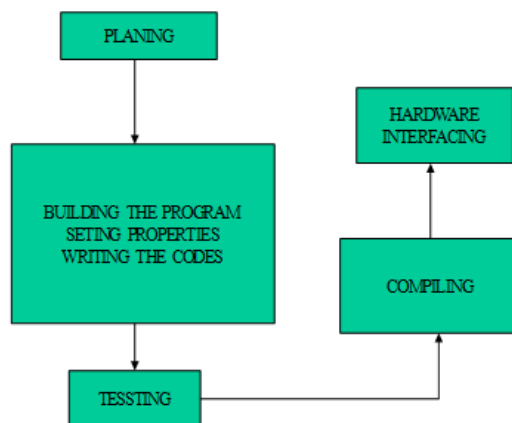 PLANING
BUILDING THE PROGRAM
SETING PROPERTIES
WRITING THE CODES
TESSTING
HARDWARE
INTERFACING
COMPILING